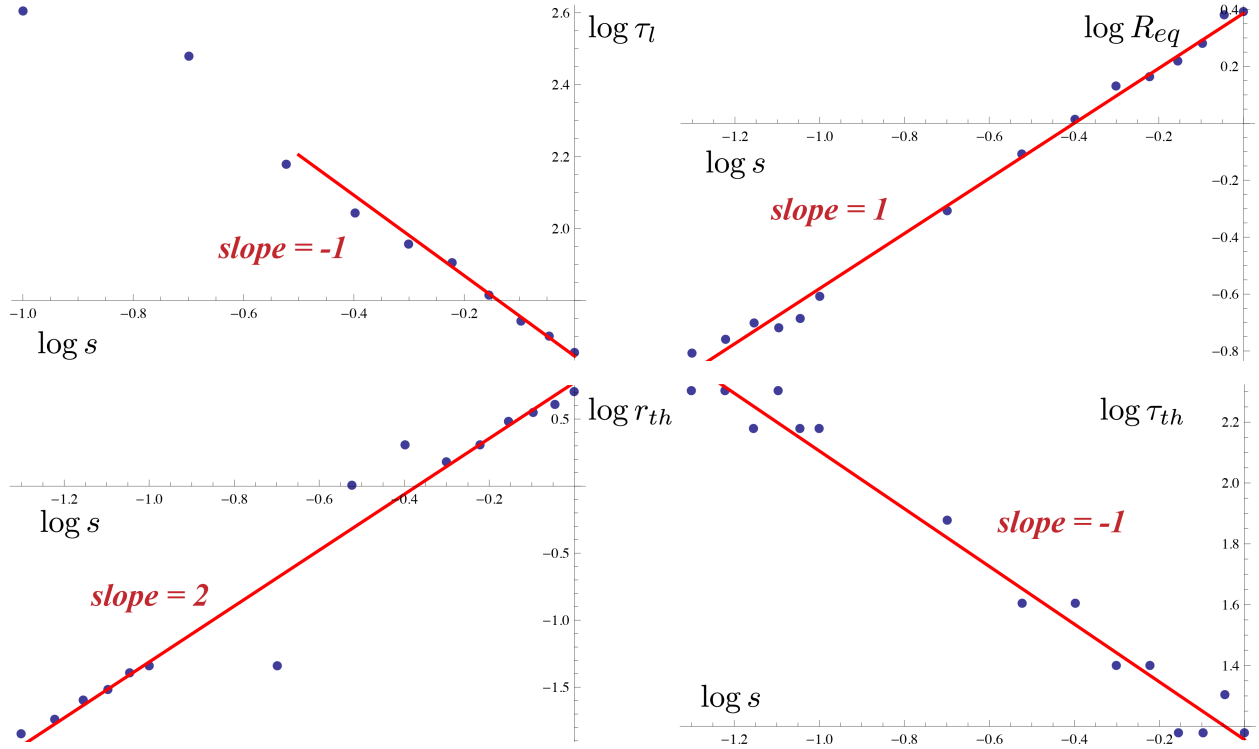 2.6
log τ_l
2.4
2.2
2.0
slope = -1
−1.0 −0.8 −0.6 −0.4 −0.2
log s
0.4
log R_eq
0.2
−1.2 −1.0 −0.8 −0.6 −0.4 −0.2
log s
−0.2
slope = 1
−0.4
−0.6
−0.8
log r_th
0.5
−1.2 −1.0 −0.8 −0.6 −0.4 −0.2
log s
−0.5
slope = 2
−1.0
−1.5
log τ_th
2.2
2.0
slope = -1
1.8
1.6
1.4
log s
−1.2 −1.0 −0.8 −0.6 −0.4 −0.2